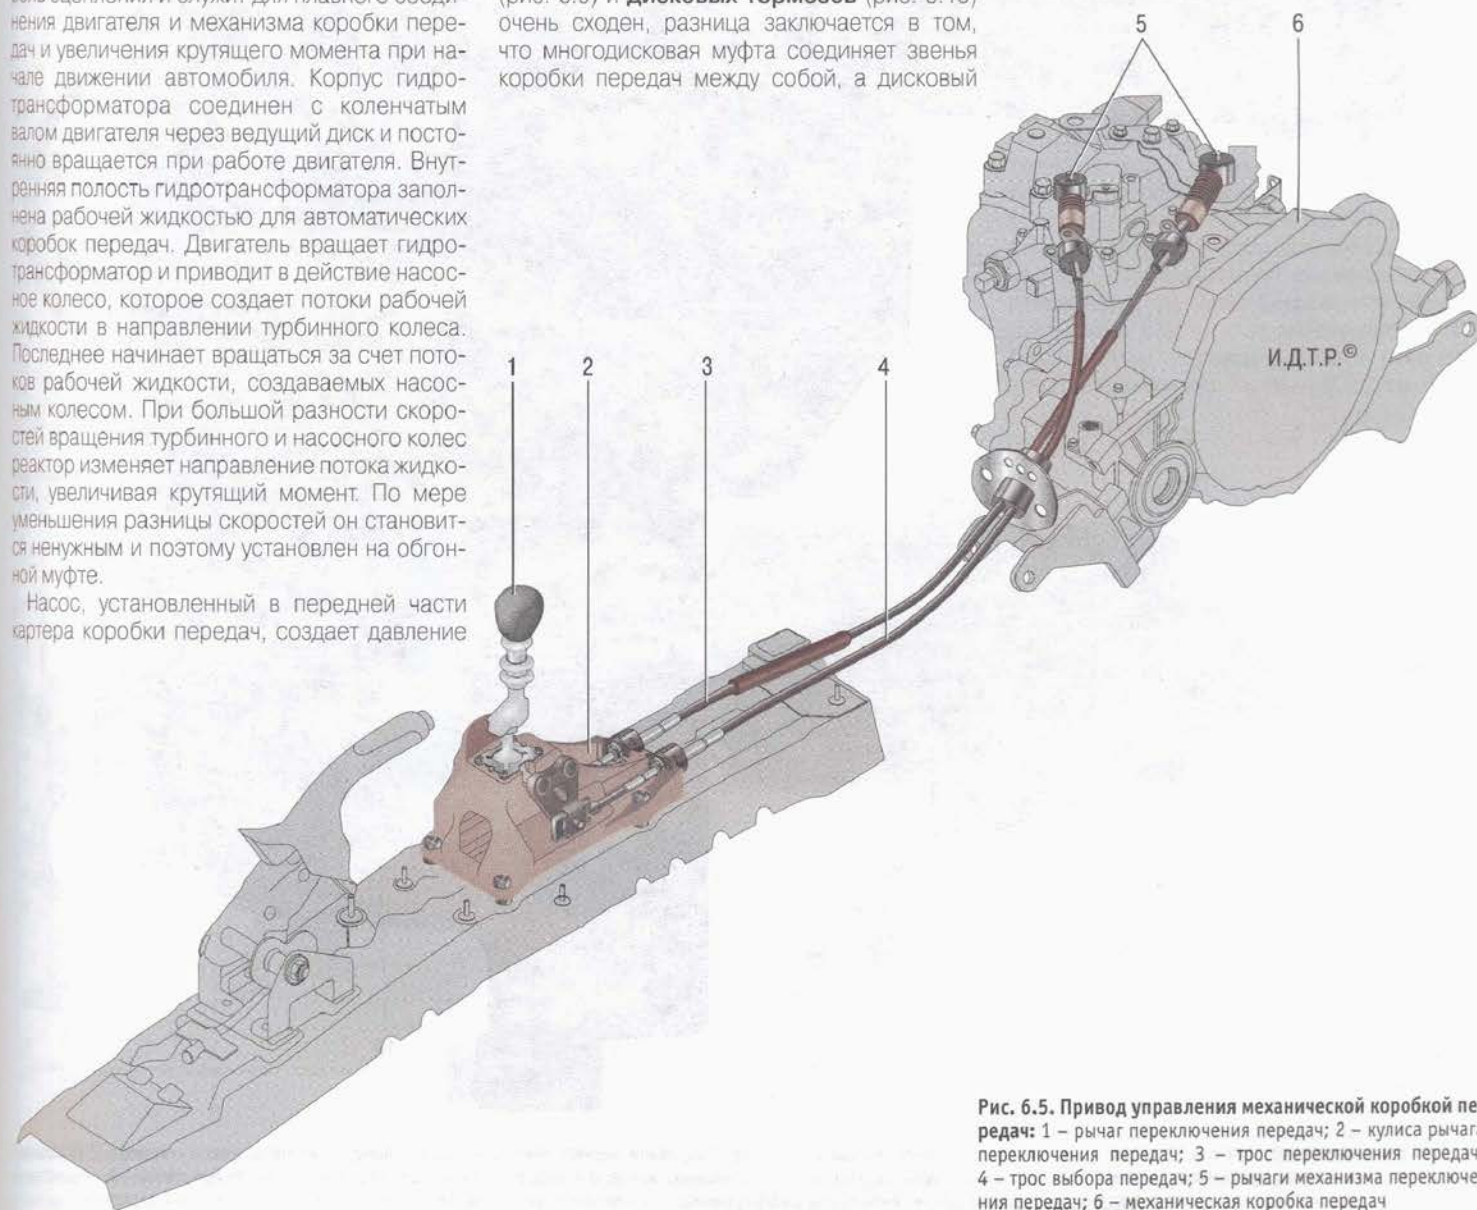 нения двигателя и механизма коробки пере-
дач и увеличения крутящего момента при на-
чале движении автомобиля. Корпус гидро-
трансформатора соединен с коленчатым
валом двигателя через ведущий диск и посто-
янно вращается при работе двигателя. Внут-
ренняя полость гидротрансформатора запол-
нена рабочей жидкостью для автоматических
коробок передач. Двигатель вращает гидро-
трансформатор и приводит в действие насос-
ное колесо, которое создает потоки рабочей
жидкости в направлении турбинного колеса.
Последнее начинает вращаться за счет пото-
ков рабочей жидкости, создаваемых насос-
ным колесом. При большой разности скоро-
стей вращения турбинного и насосного колес
реактор изменяет направление потока жидко-
сти, увеличивая крутящий момент. По мере
уменьшения разницы скоростей он становит-
ся ненужным и поэтому установлен на обгон-
ной муфте.
Насос, установленный в передней части
картера коробки передач, создает давление
очень сходен, разница заключается в том,
что многодисковая муфта соединяет звенья
коробки передач между собой, а дисковый
5
6
И.Д.Т.Р.©
1
2
3
4
Рис. 6.5. Привод управления механической коробкой пе-
редач: 1 – рычаг переключения передач; 2 – кулиса рычага
переключения передач; 3 – трос переключения передач
4 – трос выбора передач; 5 – рычаги механизма переключе-
ния передач; 6 – механическая коробка передач